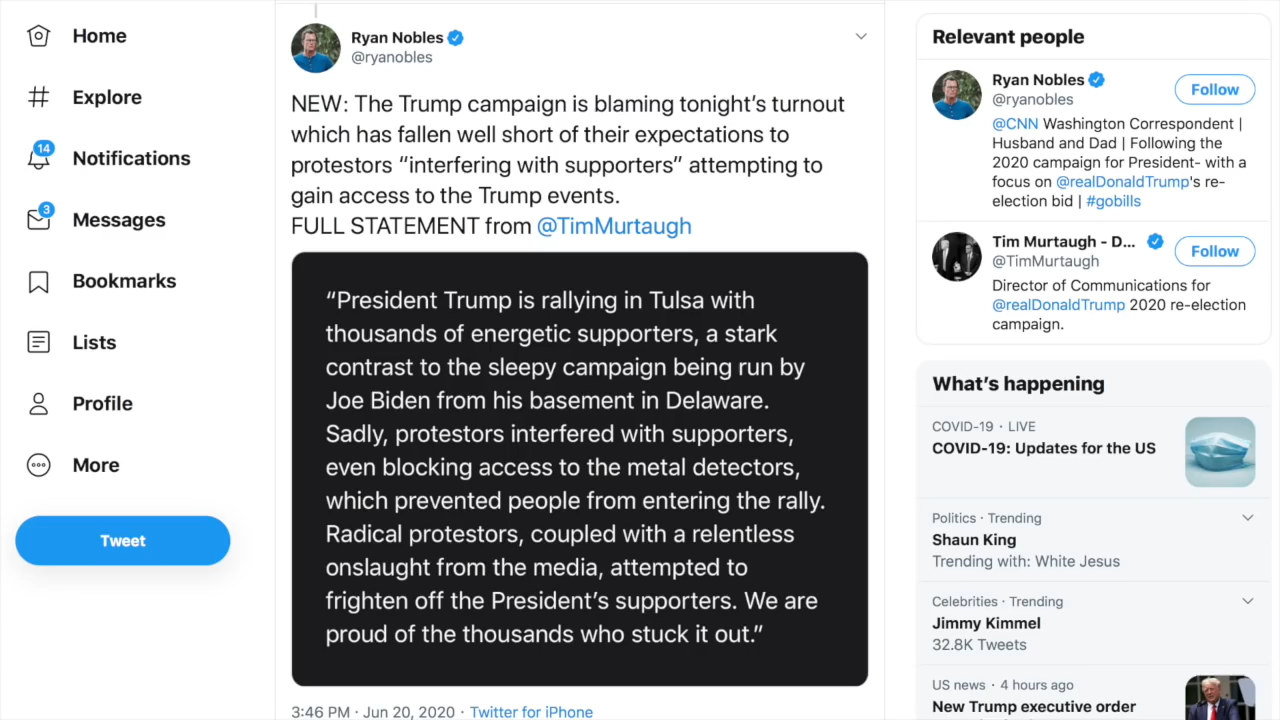 Home
Explore
14
Notifications
3
Messages
Bookmarks
Lists
Profile
More
Tweet
Ryan Nobles
@ryanobles
NEW: The Trump campaign is blaming tonight’s turnout
which has fallen well short of their expectations to
protestors “interfering with supporters” attempting to
gain access to the Trump events.
FULL STATEMENT from @TimMurtaugh
“President Trump is rallying in Tulsa with
thousands of energetic supporters, a stark
contrast to the sleepy campaign being run by
Joe Biden from his basement in Delaware.
Sadly, protestors interfered with supporters,
even blocking access to the metal detectors,
which prevented people from entering the rally.
Radical protestors, coupled with a relentless
onslaught from the media, attempted to
frighten off the President’s supporters. We are
proud of the thousands who stuck it out.”
3:46 PM · Jun 20, 2020 · Twitter for iPhone
Relevant people
Ryan Nobles
@ryanobles
Follow
@CNN Washington Correspondent |
Husband and Dad | Following the
2020 campaign for President- with a
focus on @realDonaldTrump's re-
election bid | #gobills
Tim Murtaugh - D...
@TimMurtaugh
Follow
Director of Communications for
@realDonaldTrump 2020 re-election
campaign.
What’s happening
COVID-19 · LIVE
COVID-19: Updates for the US
Politics · Trending
Shaun King
Trending with: White Jesus
Celebrities · Trending
Jimmy Kimmel
32.8K Tweets
US news · 4 hours ago
New Trump executive order